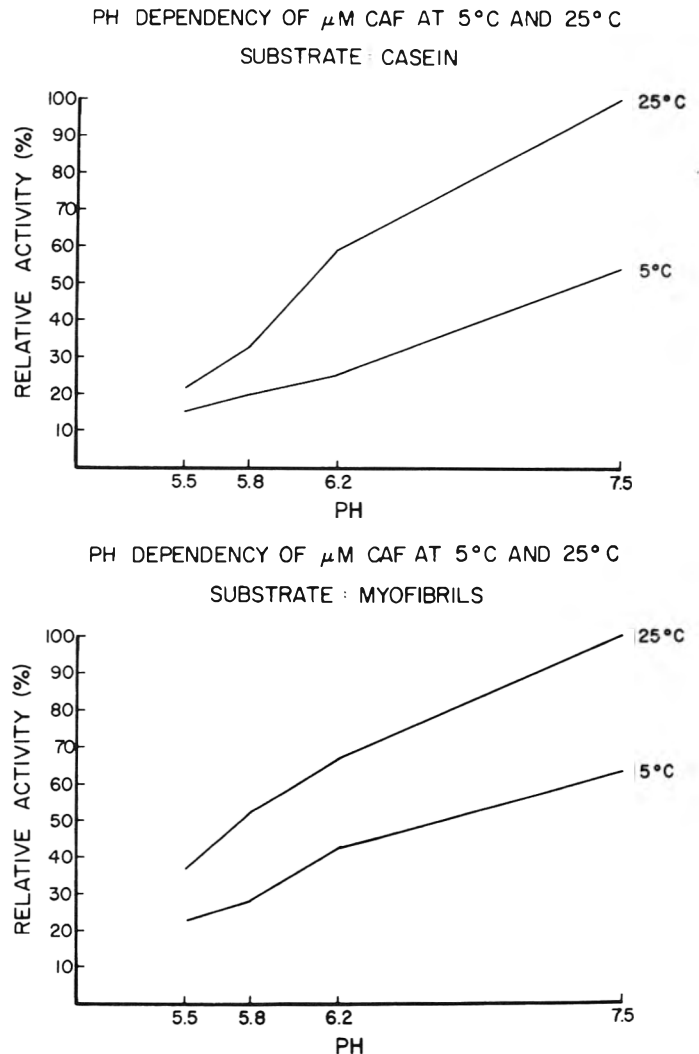 PH DEPENDENCY OF μM CAF AT 5°C AND 25°C
SUBSTRATE : CASEIN
RELATIVE ACTIVITY (%)
100
90
80
70
60
50
40
30
20
10
25°C
5°C
5.5 5.8 6.2 7.5
PH
PH DEPENDENCY OF μM CAF AT 5°C AND 25°C
SUBSTRATE : MYOFIBRILS
RELATIVE ACTIVITY (%)
100
90
80
70
60
50
40
30
20
10
25°C
5°C
5.5 5.8 6.2 7.5
PH